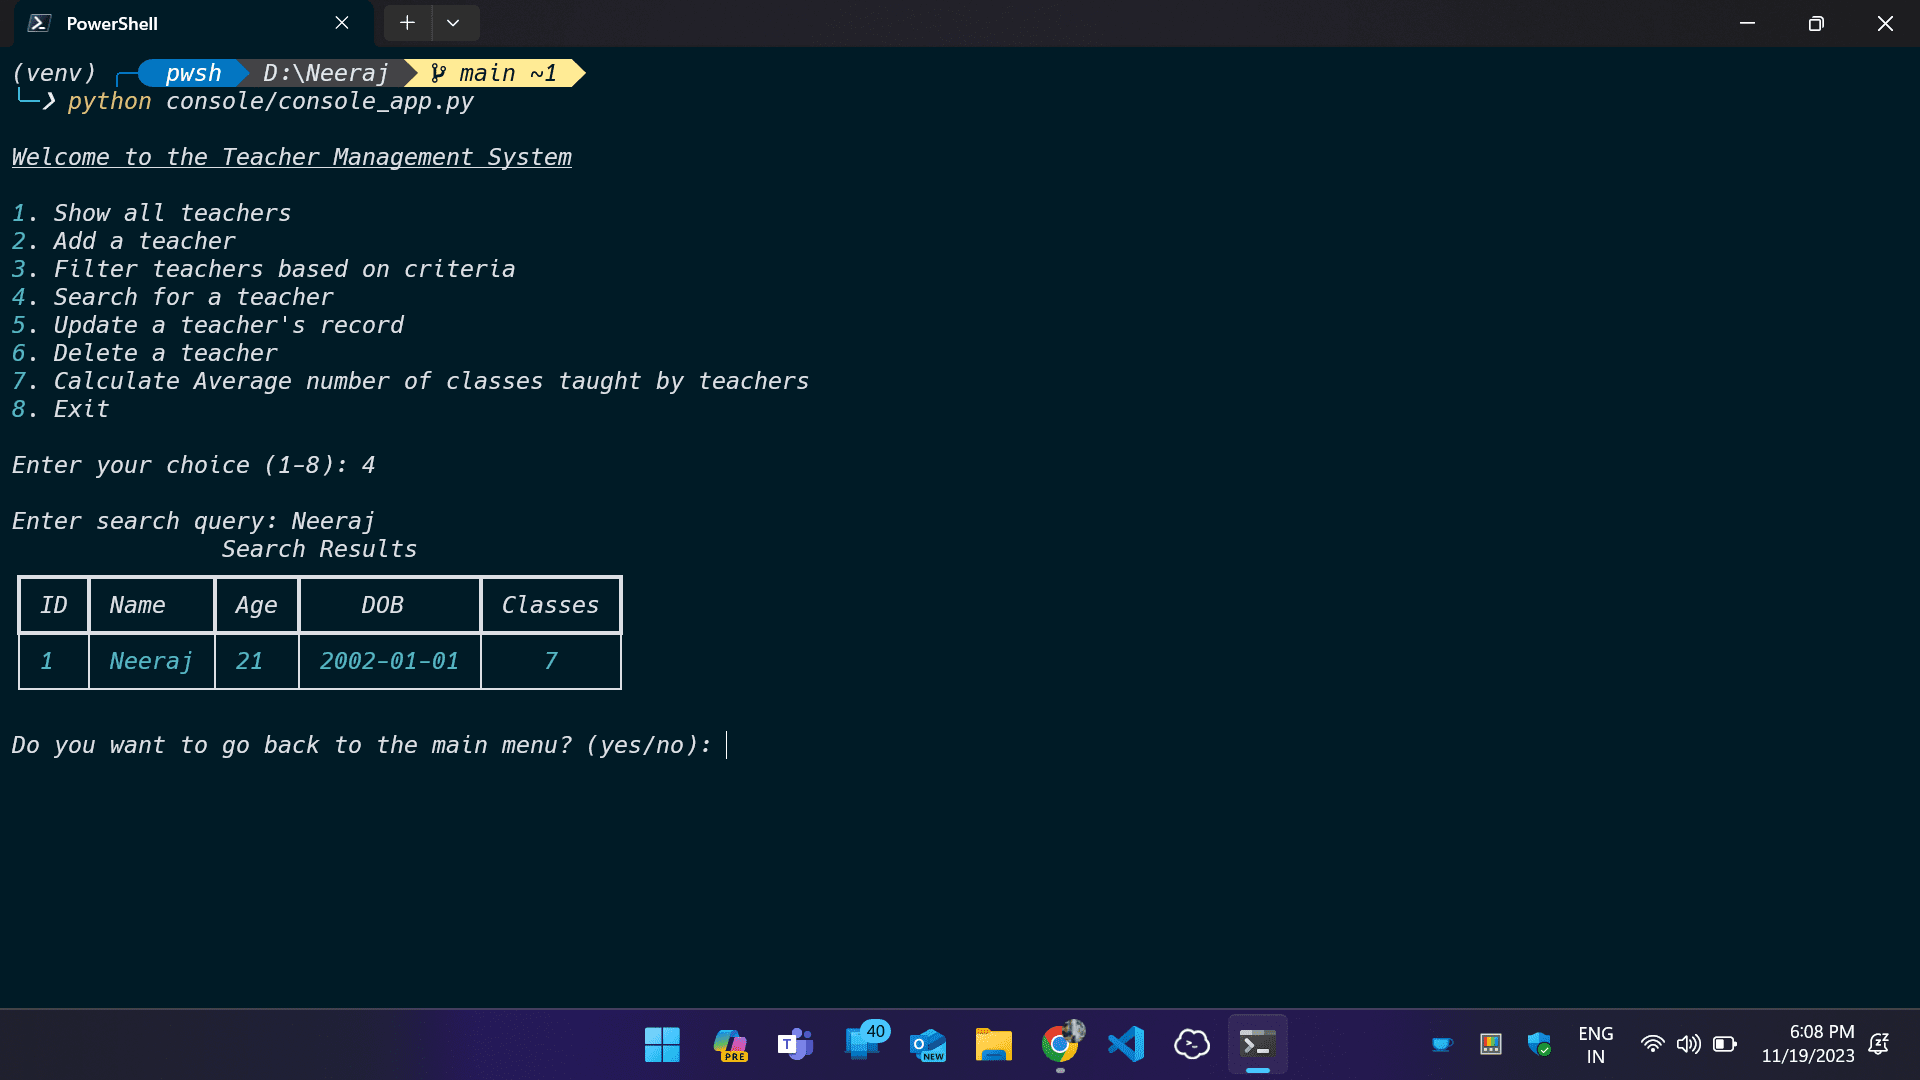 PowerShell
(venv) pwsh D:\Neeraj main ~1
❯ python console/console_app.py
Welcome to the Teacher Management System
1. Show all teachers
2. Add a teacher
3. Filter teachers based on criteria
4. Search for a teacher
5. Update a teacher's record
6. Delete a teacher
7. Calculate Average number of classes taught by teachers
8. Exit
Enter your choice (1-8): 4
Enter search query: Neeraj
Search Results
ID Name Age DOB Classes
1 Neeraj 21 2002-01-01 7
Do you want to go back to the main menu? (yes/no):
PRE
T
40
O NEW
ENG
IN
6:08 PM
11/19/2023